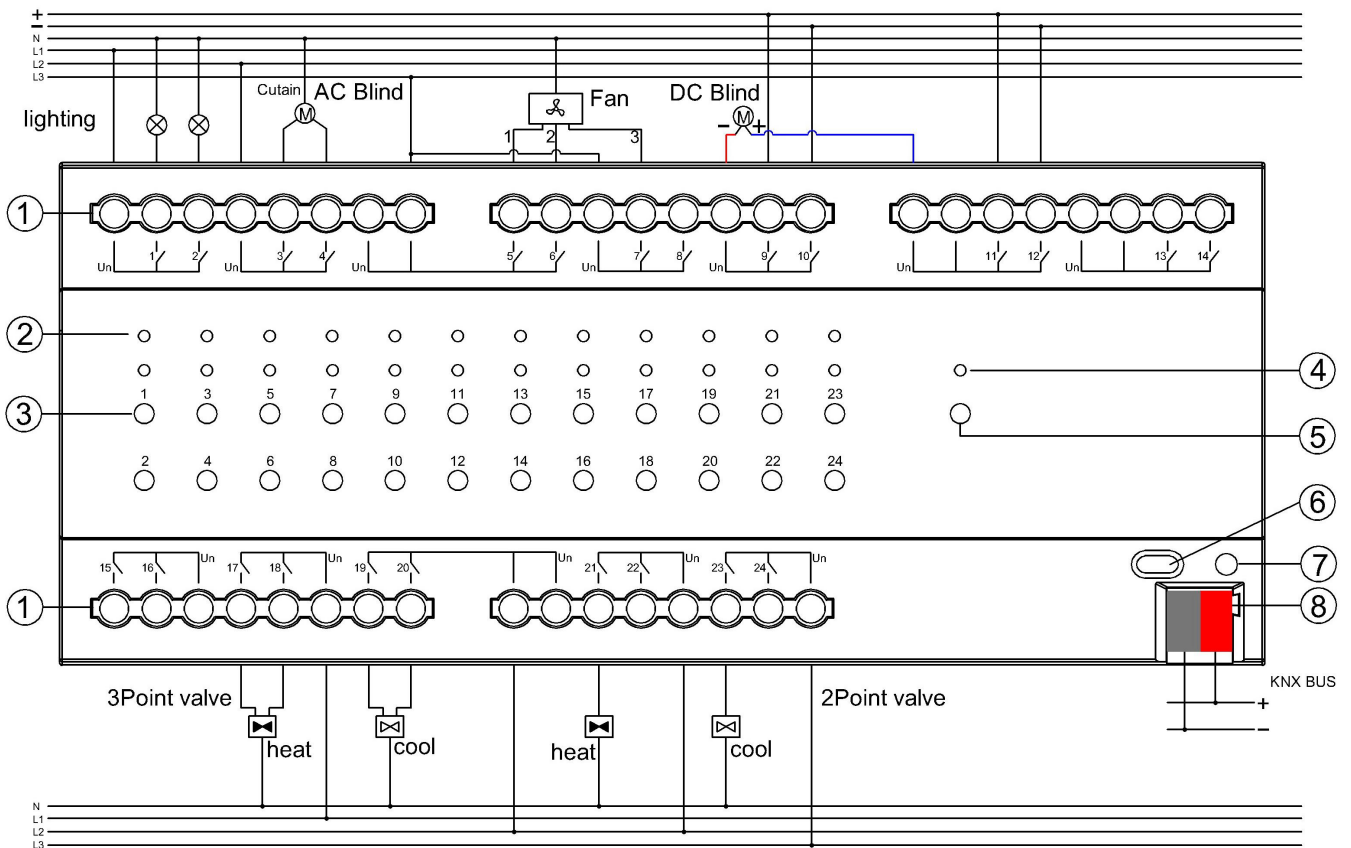 +
−
N
L1
L2
L3
Cutain AC Blind
lighting
Fan
1 2 3
DC Blind
− +
M
M
1
Un 1 2 Un 3 4 Un 5 6 Un 7 8 Un 9 10 Un 11 12 Un 13 14
2
4
1 3 5 7 9 11 13 15 17 19 21 23
3
5
2 4 6 8 10 12 14 16 18 20 22 24
6
15 16 Un 17 18 Un 19 20 Un 21 22 Un 23 24 Un
7
1
8
KNX BUS
3Point valve
2Point valve
+
−
heat cool heat cool
N
L1
L2
L3